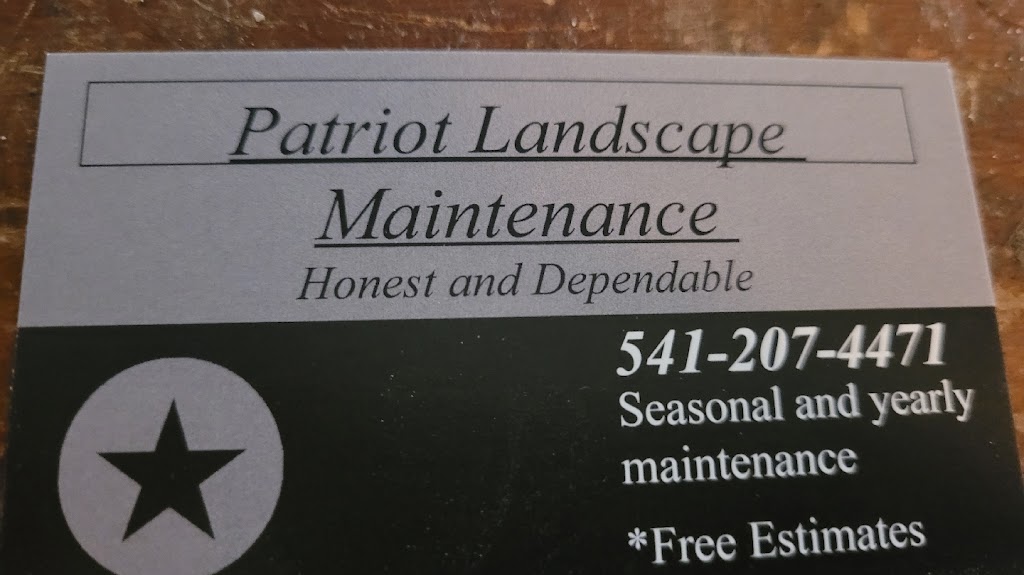 Patriot Landscape
Maintenance
Honest and Dependable
541-207-4471
Seasonal and yearly
maintenance
*Free Estimates